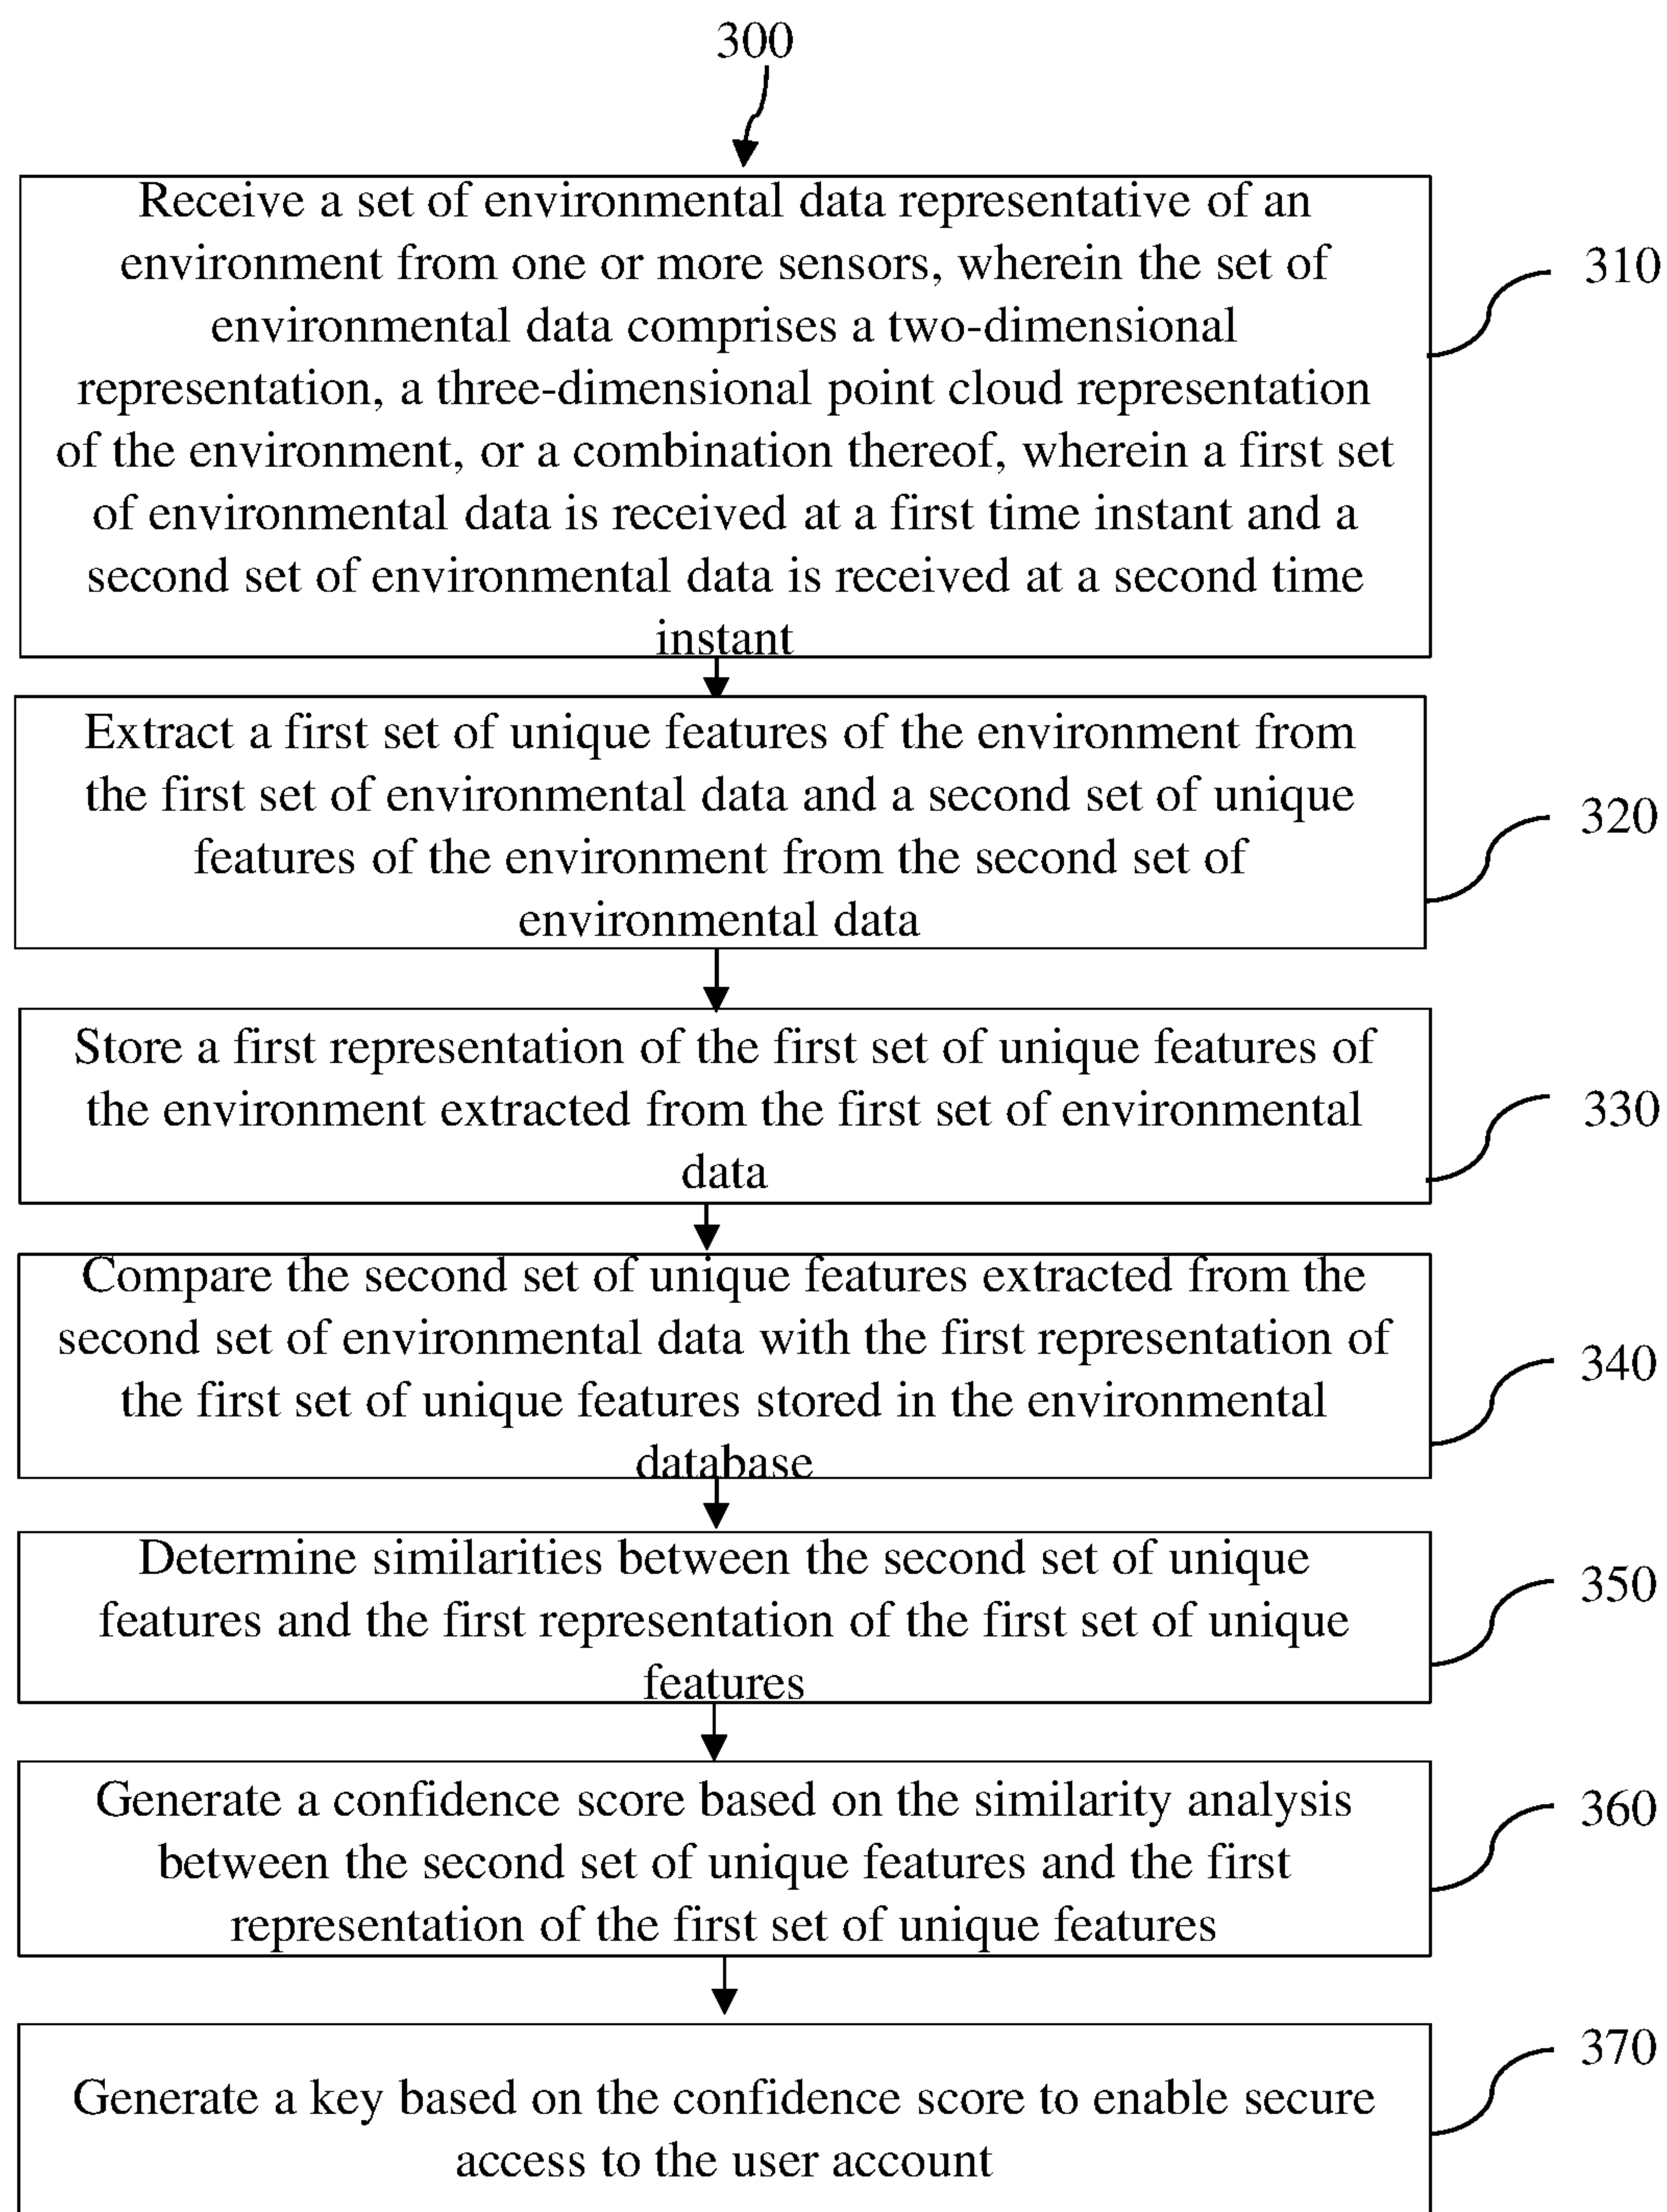 300
Receive a set of environmental data representative of an
environment from one or more sensors, wherein the set of
environmental data comprises a two-dimensional
representation, a three-dimensional point cloud representation
of the environment, or a combination thereof, wherein a first set
of environmental data is received at a first time instant and a
second set of environmental data is received at a second time
instant
310
Extract a first set of unique features of the environment from
the first set of environmental data and a second set of unique
features of the environment from the second set of
environmental data
320
Store a first representation of the first set of unique features of
the environment extracted from the first set of environmental
data
330
Compare the second set of unique features extracted from the
second set of environmental data with the first representation of
the first set of unique features stored in the environmental
database
340
Determine similarities between the second set of unique
features and the first representation of the first set of unique
features
350
Generate a confidence score based on the similarity analysis
between the second set of unique features and the first
representation of the first set of unique features
360
Generate a key based on the confidence score to enable secure
access to the user account
370